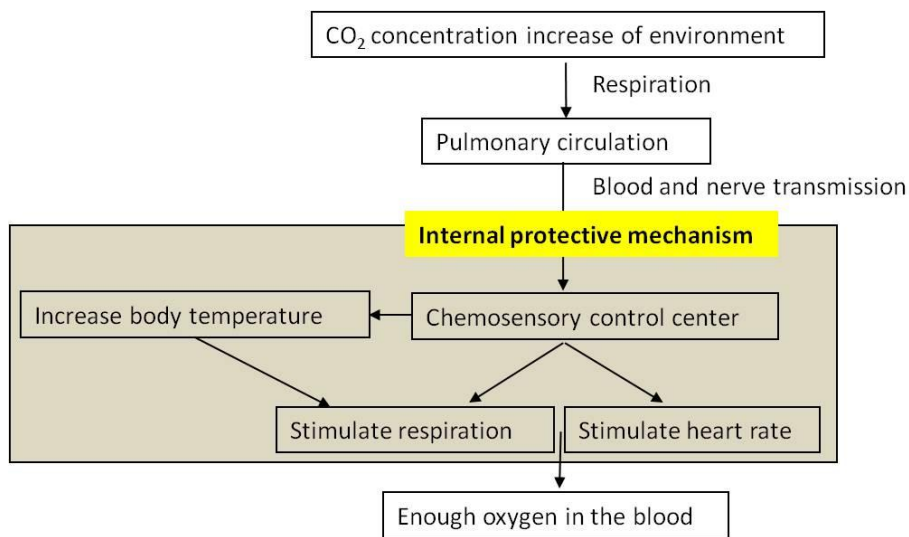 CO₂ concentration increase of environment
Respiration
Pulmonary circulation
Blood and nerve transmission
Internal protective mechanism
Increase body temperature
Chemosensory control center
Stimulate respiration
Stimulate heart rate
Enough oxygen in the blood